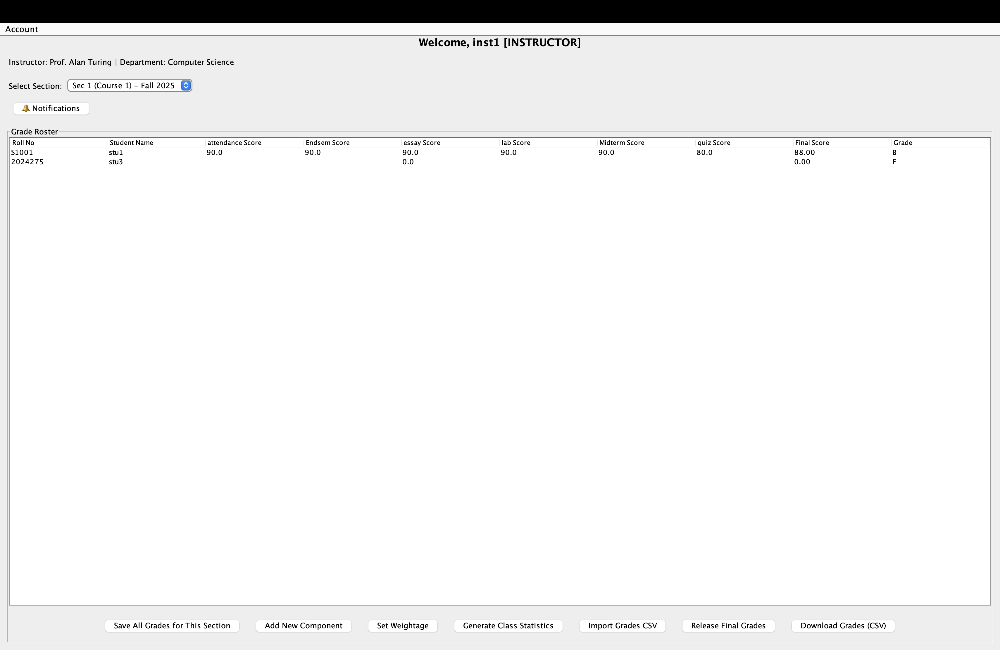 Account
Welcome, inst1 [INSTRUCTOR]
Instructor: Prof. Alan Turing | Department: Computer Science
Select Section: Sec 1 (Course 1) – Fall 2025
Notifications
Grade Roster
Roll No Student Name attendance Score Endsem Score essay Score lab Score Midterm Score quiz Score Final Score Grade
S1001 stu1 90.0 90.0 90.0 90.0 90.0 80.0 88.00 B
2024275 stu3 0.0 0.00 F
Save All Grades for This Section Add New Component Set Weightage Generate Class Statistics Import Grades CSV Release Final Grades Download Grades (CSV)